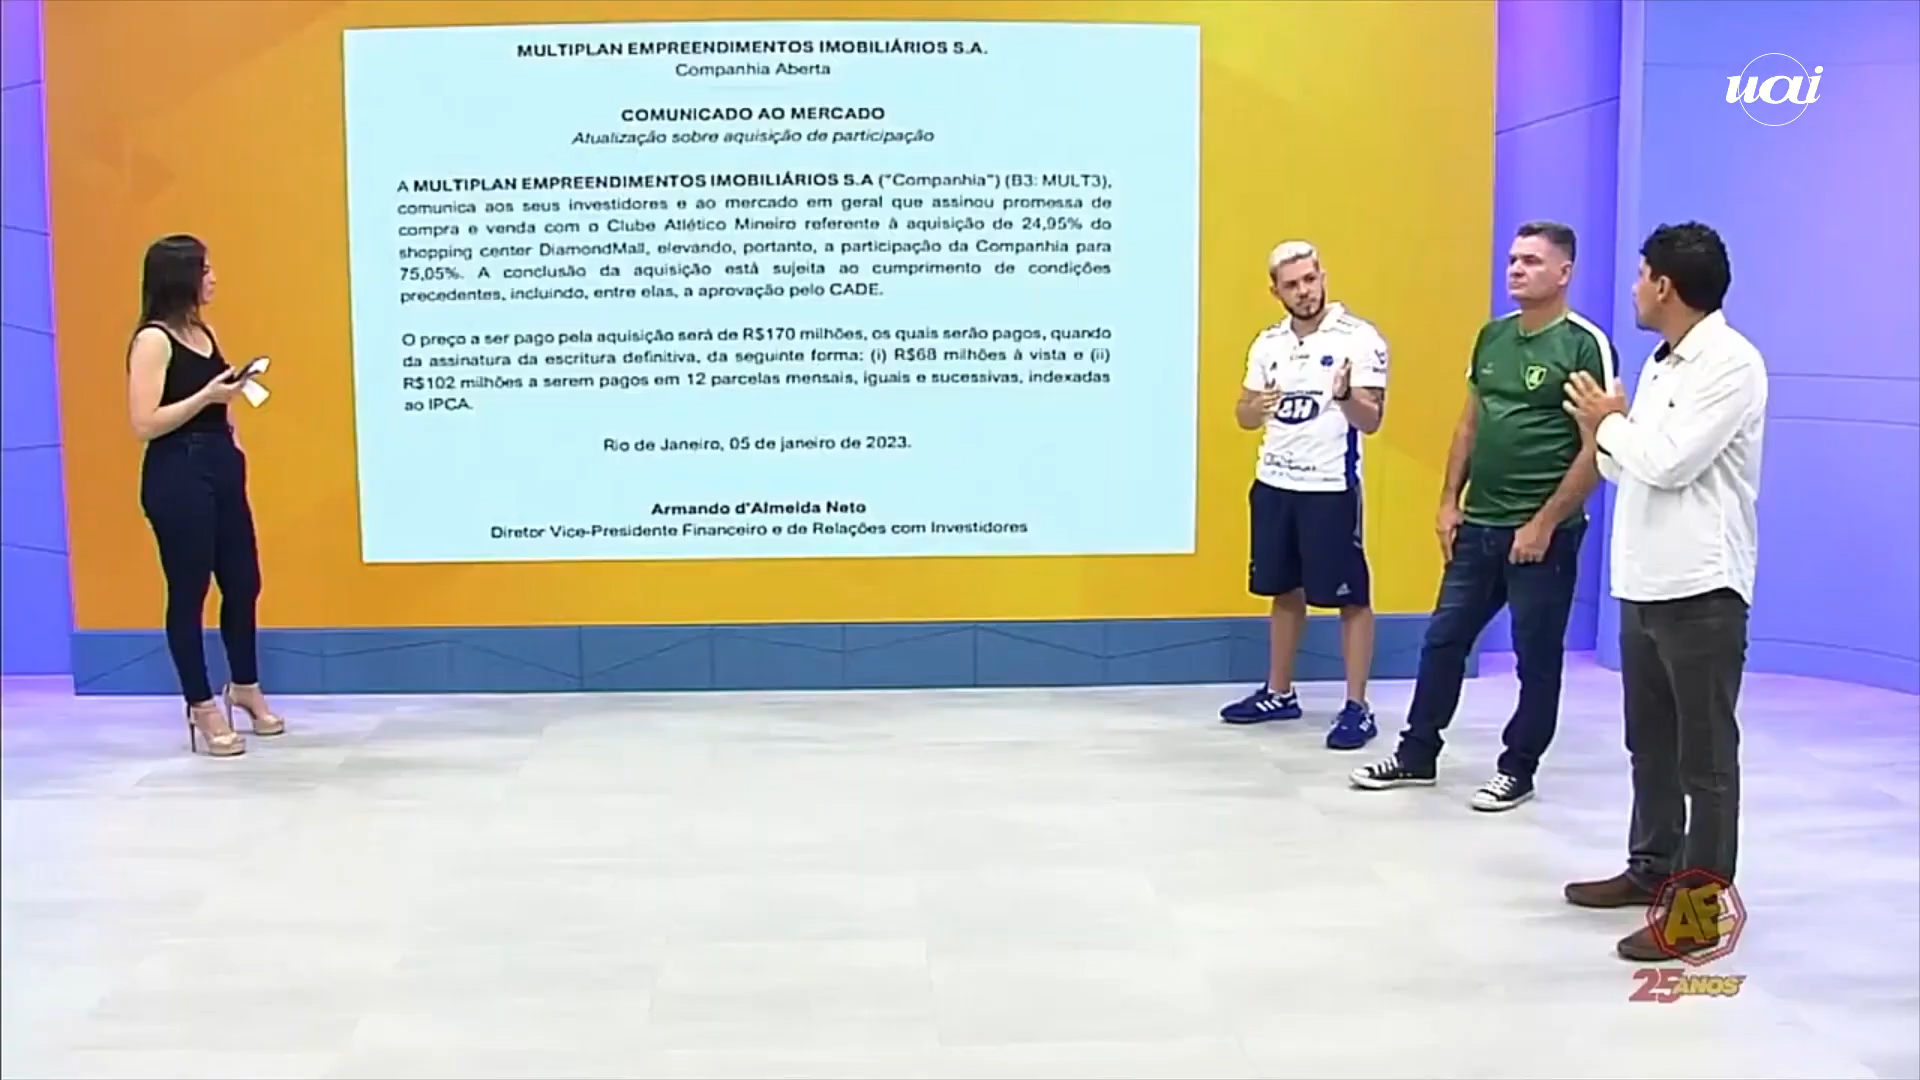 MULTIPLAN EMPREENDIMENTOS IMOBILIÁRIOS S.A.
Companhia Aberta
COMUNICADO AO MERCADO
Atualização sobre aquisição de participação
A MULTIPLAN EMPREENDIMENTOS IMOBILIÁRIOS S.A ("Companhia") (B3: MULT3),
comunica aos seus investidores e ao mercado em geral que assinou promessa de
compra e venda com o Clube Atlético Mineiro referente à aquisição de 24,95% do
shopping center DiamondMall, elevando, portanto, a participação da Companhia para
75,05%. A conclusão da aquisição está sujeita ao cumprimento de condições
precedentes, incluindo, entre elas, a aprovação pelo CADE.
O preço a ser pago pela aquisição será de R$170 milhões, os quais serão pagos, quando
da assinatura da escritura definitiva, da seguinte forma: (i) R$68 milhões à vista e (ii)
R$102 milhões a serem pagos em 12 parcelas mensais, iguais e sucessivas, indexadas
ao IPCA.
Rio de Janeiro, 05 de janeiro de 2023.
Armando d'Almeida Neto
Diretor Vice-Presidente Financeiro e de Relações com Investidores
uai
BH
AE
25 ANOS